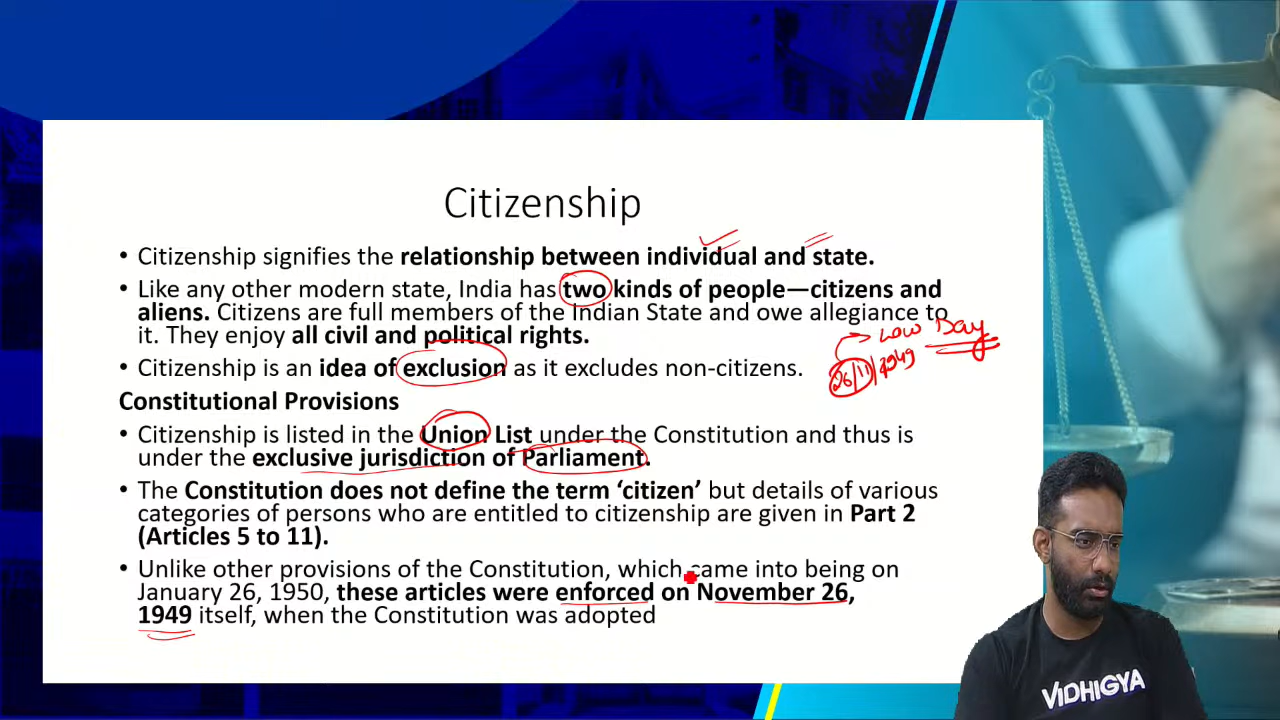 Citizenship
• Citizenship signifies the relationship between individual and state.
• Like any other modern state, India has two kinds of people—citizens and
aliens. Citizens are full members of the Indian State and owe allegiance to
it. They enjoy all civil and political rights.
Law Day
26/11/1949
• Citizenship is an idea of exclusion as it excludes non-citizens.
Constitutional Provisions
• Citizenship is listed in the Union List under the Constitution and thus is
under the exclusive jurisdiction of Parliament.
• The Constitution does not define the term ‘citizen’ but details of various
categories of persons who are entitled to citizenship are given in Part 2
(Articles 5 to 11).
• Unlike other provisions of the Constitution, which came into being on
January 26, 1950, these articles were enforced on November 26,
1949 itself, when the Constitution was adopted
VIDHIGYA